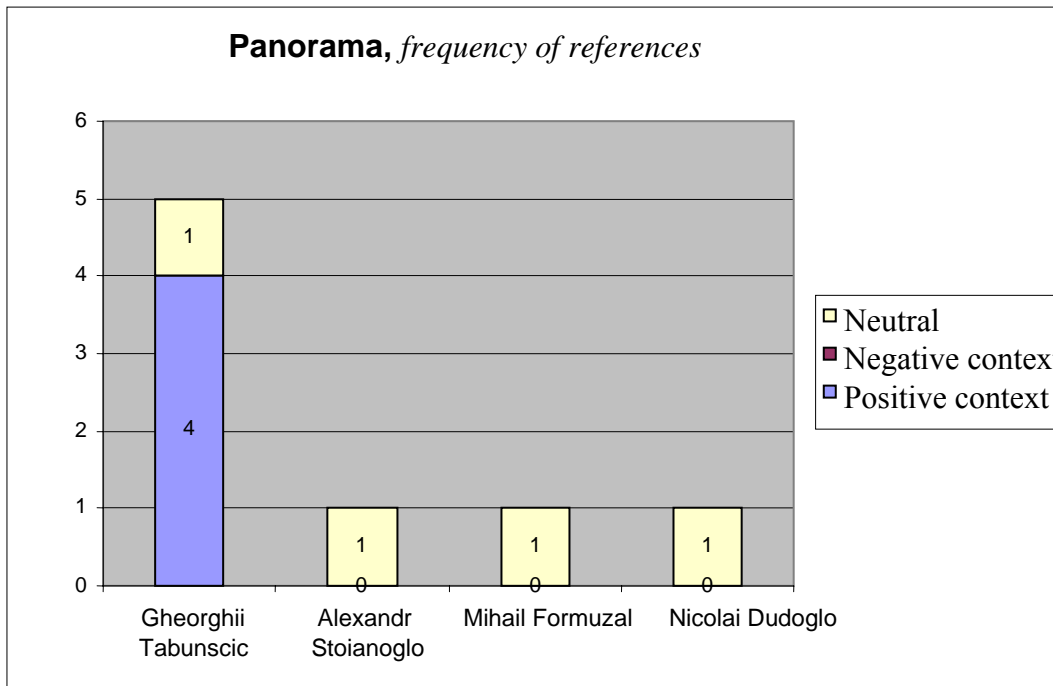 Panorama, frequency of references
6
5
4
3
2
1
0
1
4
1
0
1
0
1
0
Gheorghii
Tabunscic
Alexandr
Stoianoglo
Mihail Formuzal
Nicolai Dudoglo
Neutral
Negative contex
Positive context